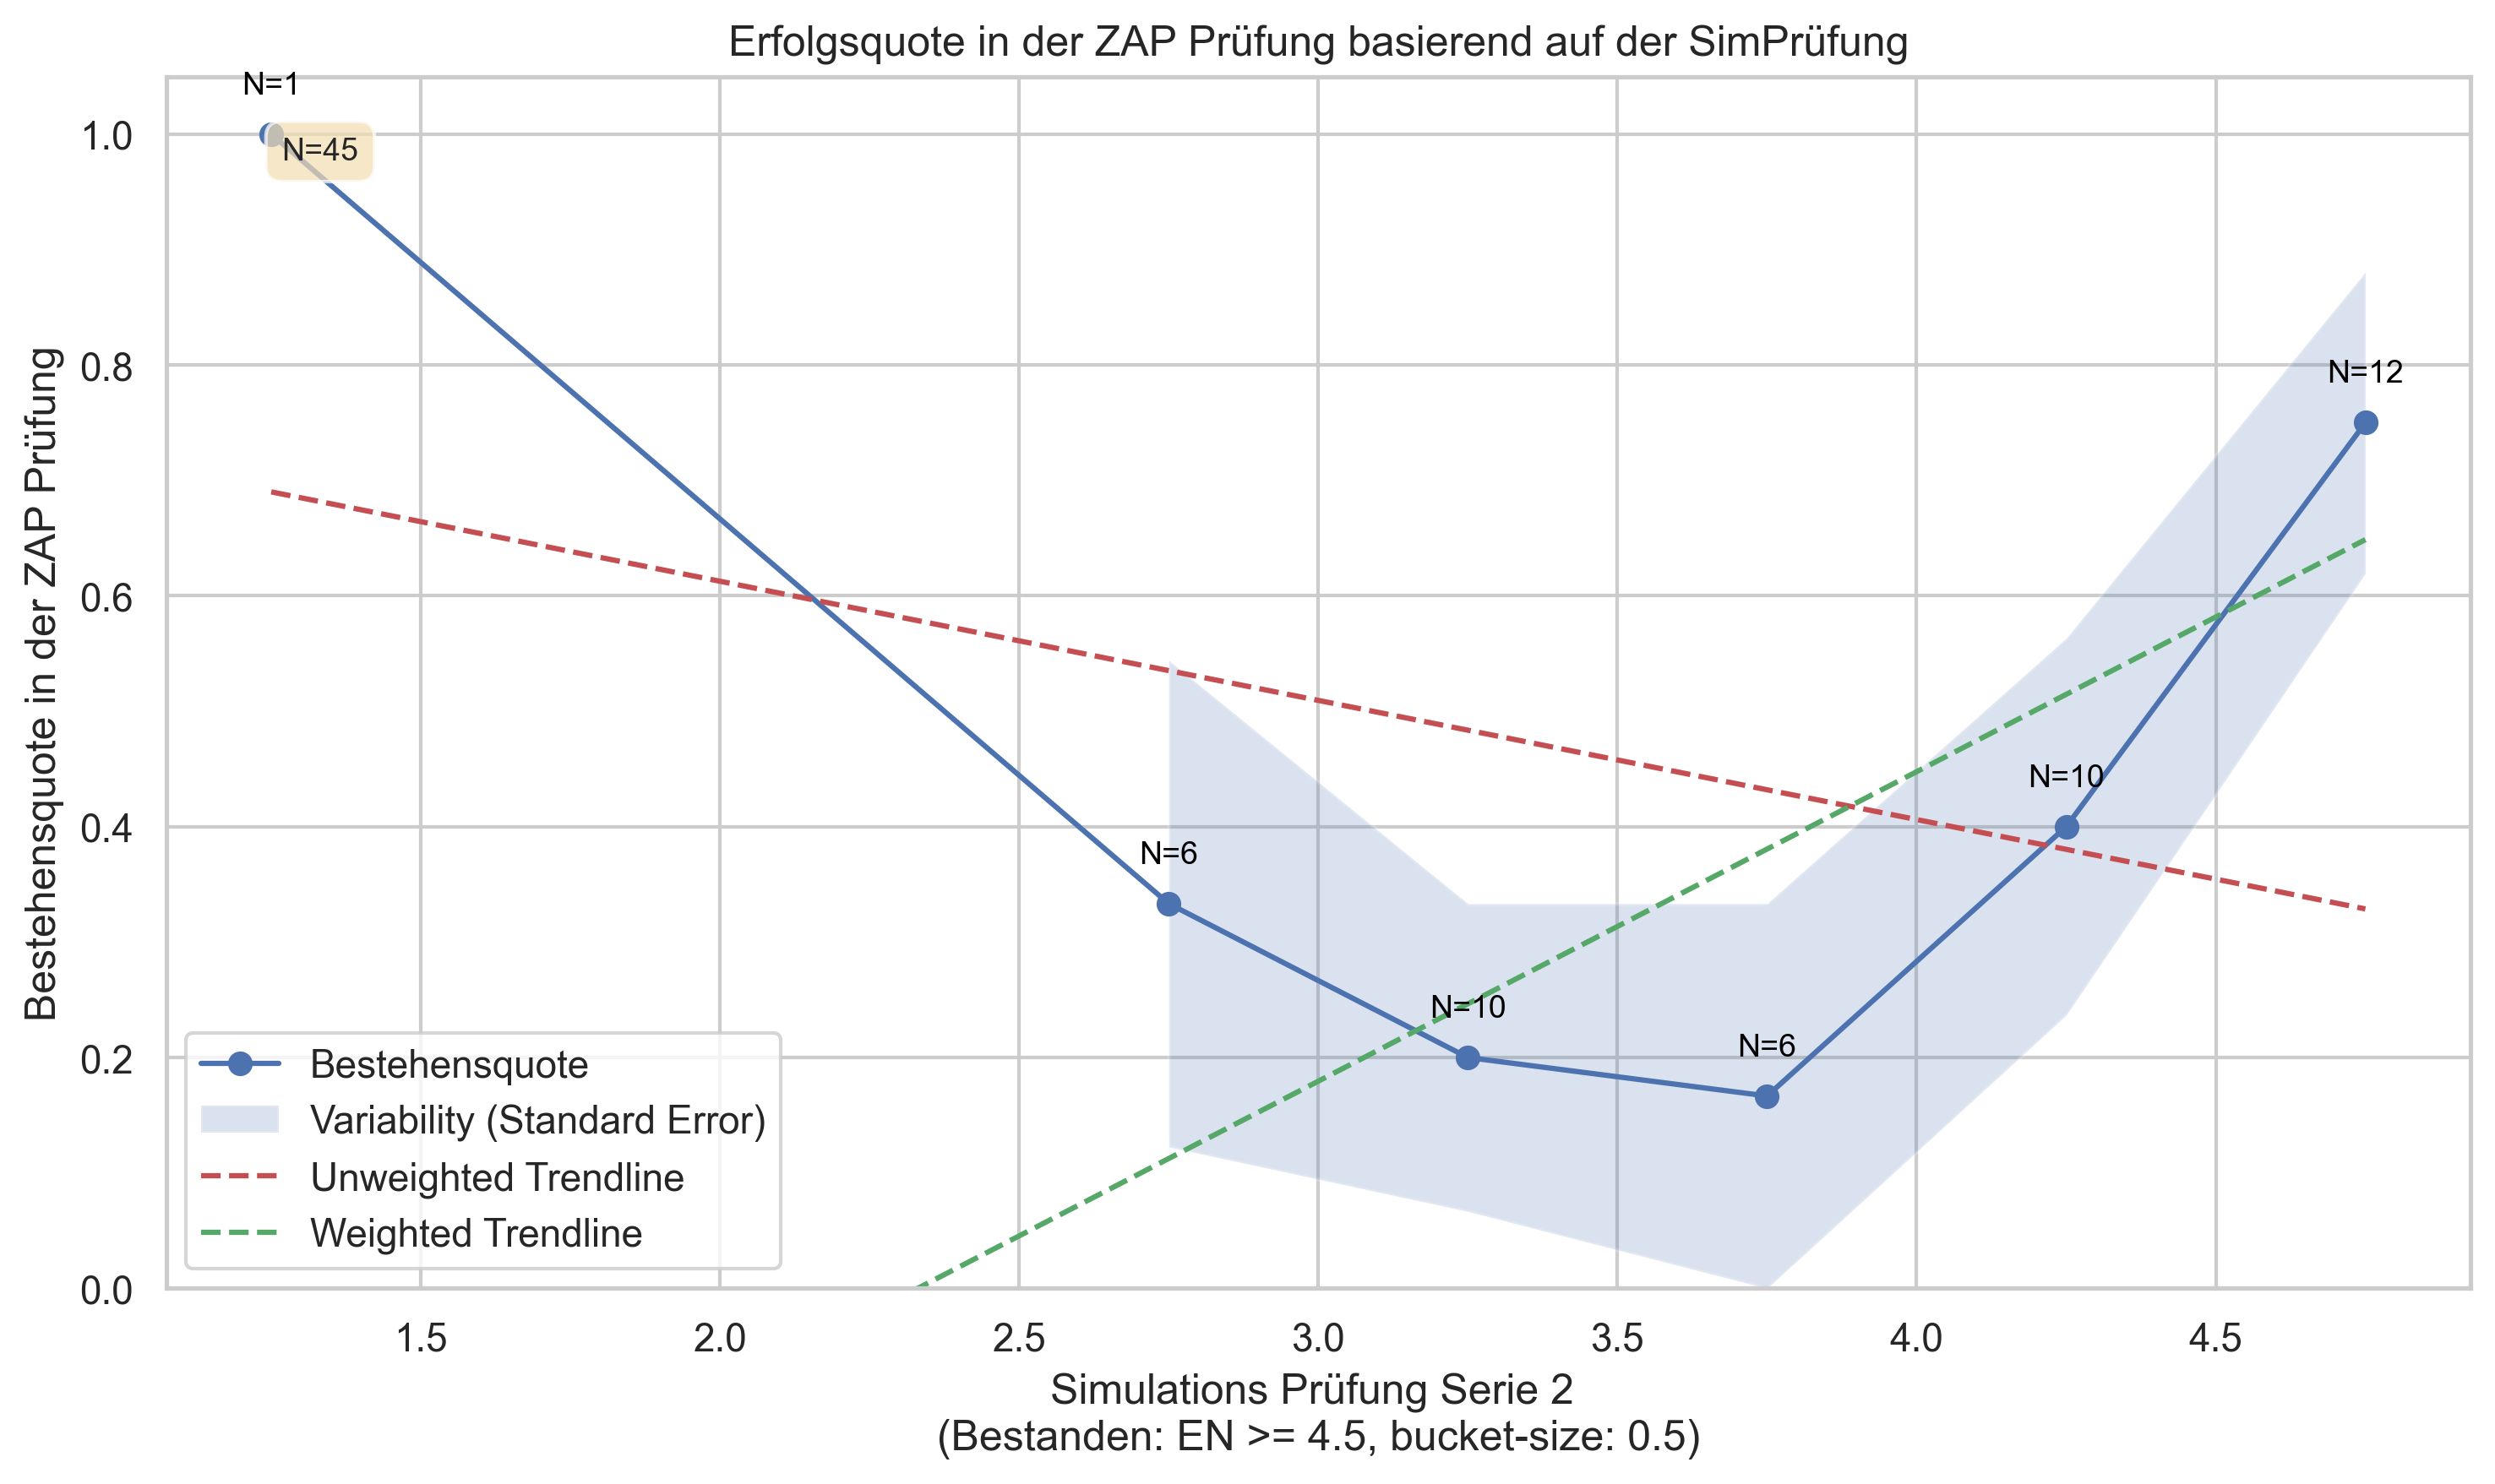 Erfolgsquote in der ZAP Prüfung basierend auf der SimPrüfung
N=1
N=45
N=12
N=6
N=10
N=10
N=6
Bestehensquote in der ZAP Prüfung
1.0
0.8
0.6
0.4
0.2
0.0
Bestehensquote
Variability (Standard Error)
Unweighted Trendline
Weighted Trendline
1.5 2.0 2.5 3.0 3.5 4.0 4.5
Simulations Prüfung Serie 2
(Bestanden: EN >= 4.5, bucket-size: 0.5)